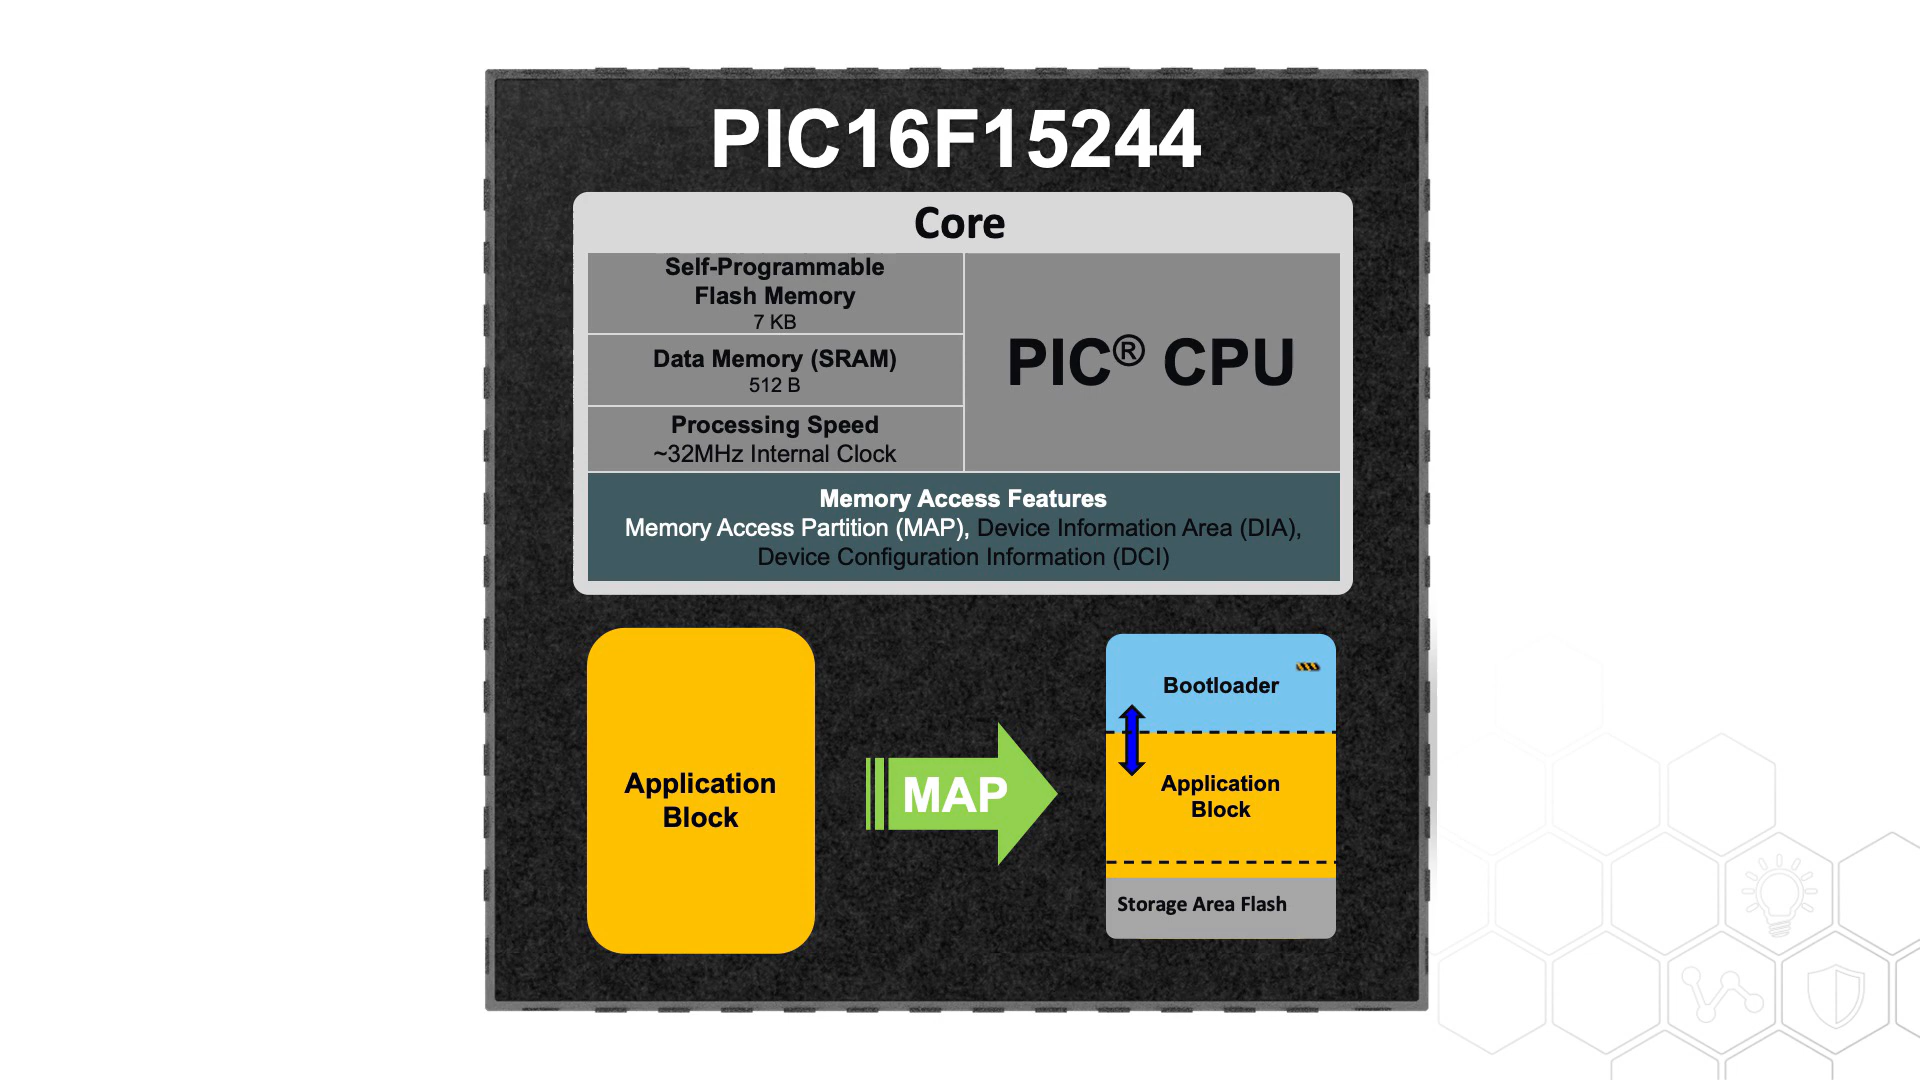 PIC16F15244
Core
Self-Programmable
Flash Memory
7 KB
Data Memory (SRAM)
512 B
Processing Speed
~32MHz Internal Clock
PIC® CPU
Memory Access Features
Memory Access Partition (MAP), Device Information Area (DIA),
Device Configuration Information (DCI)
Application
Block
MAP
Bootloader
Application
Block
Storage Area Flash